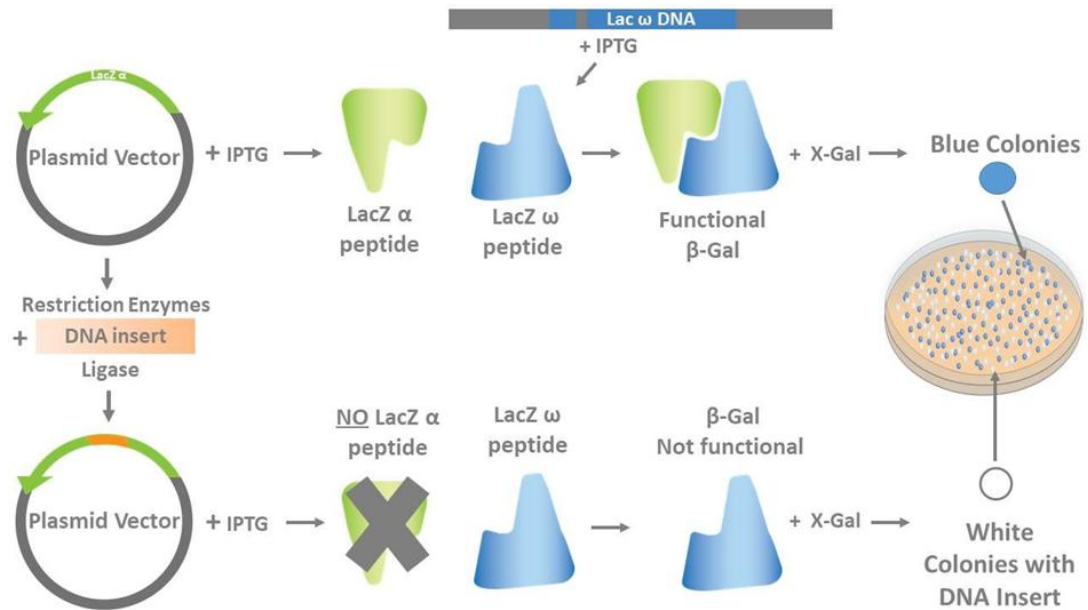 Lac ω DNA
+ IPTG
LacZ α
Plasmid Vector
+ IPTG
LacZ α
peptide
LacZ ω
peptide
Functional
β-Gal
+ X-Gal
Blue Colonies
Restriction Enzymes
+
DNA insert
Ligase
Plasmid Vector
+ IPTG
NO LacZ α
peptide
LacZ ω
peptide
β-Gal
Not functional
+ X-Gal
White
Colonies with
DNA Insert